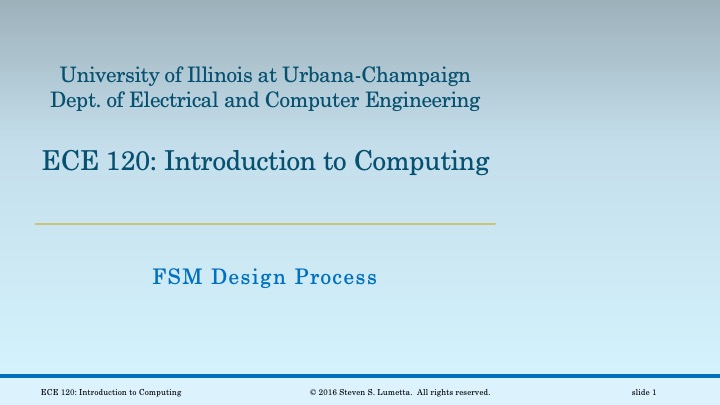 University of Illinois at Urbana-Champaign
Dept. of Electrical and Computer Engineering
ECE 120: Introduction to Computing
FSM Design Process
ECE 120: Introduction to Computing
© 2016 Steven S. Lumetta. All rights reserved.
slide 1